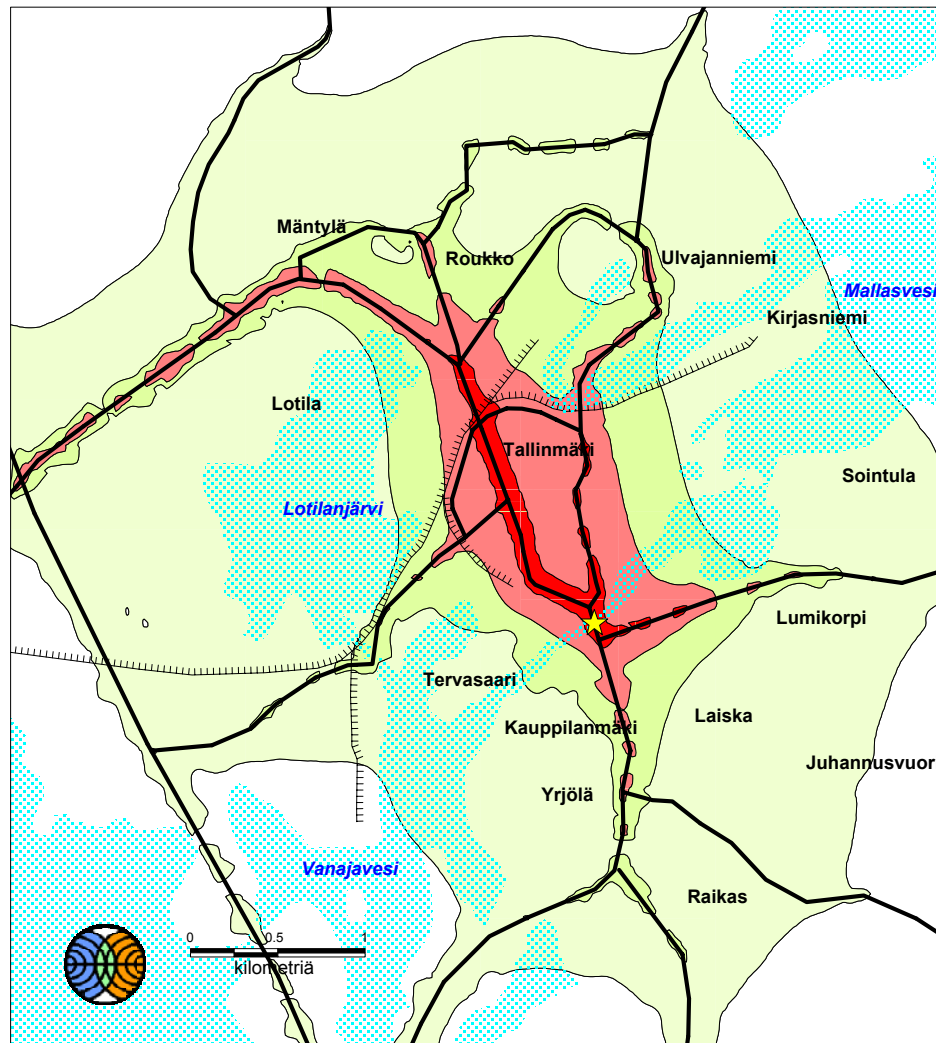 Mäntylä
Roukko
Ulvajanniemi
Mallasvesi
Kirjasniemi
Lotila
Tallinmäki
Sointula
Lotilanjärvi
Lumikorpi
Tervasaari
Laiska
Kauppilanmäki
Juhannusvuor
Yrjölä
Vanajavesi
Raikas
0 0.5 1
kilometriä